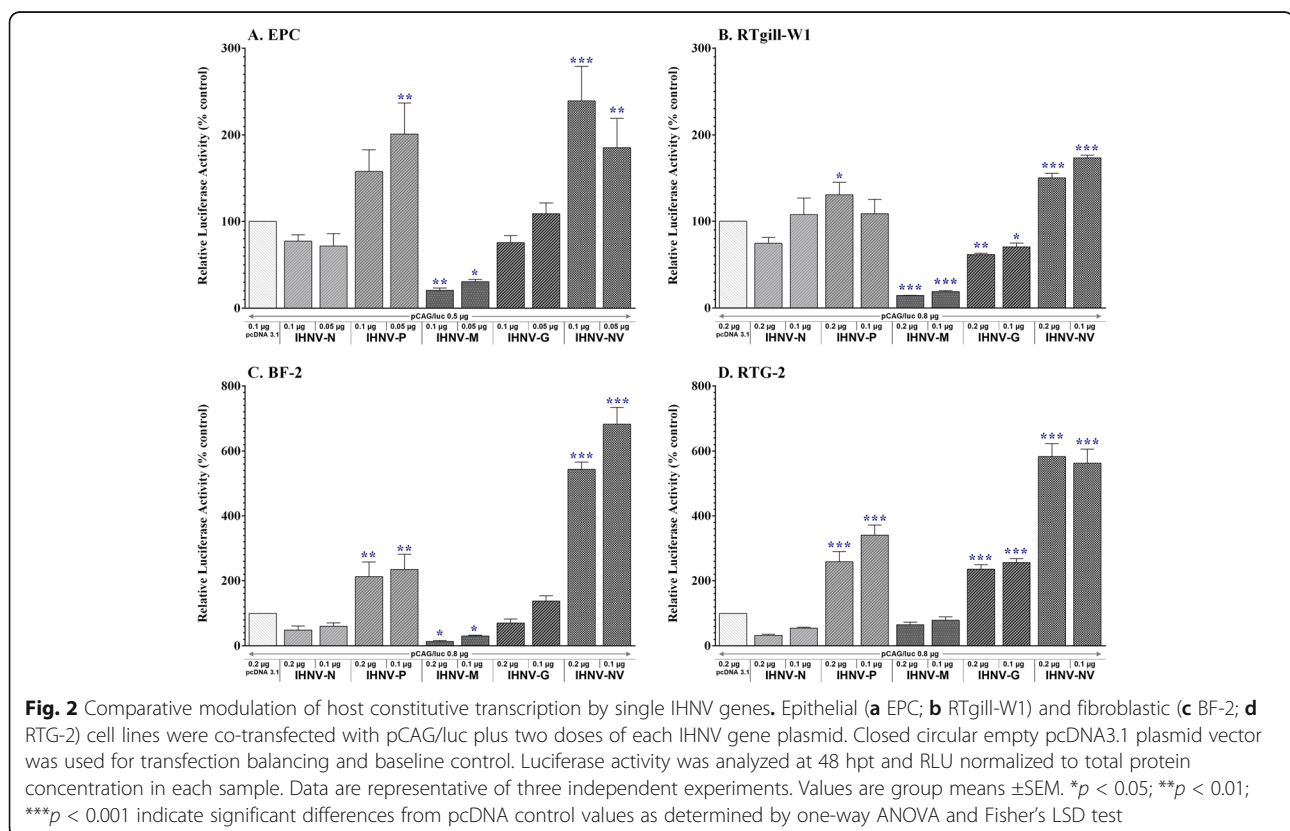 A. EPC
Relative Luciferase Activity (% control)
300
200
100
0
** *** **
** *
0.1 µg 0.1 µg 0.05 µg 0.1 µg 0.05 µg 0.1 µg 0.05 µg 0.1 µg 0.05 µg 0.1 µg 0.05 µg
pCAG/luc 0.5 µg
pcDNA 3.1 IHNV-N IHNV-P IHNV-M IHNV-G IHNV-NV
B. RTgill-W1
Relative Luciferase Activity (% control)
300
200
100
0
* *** *** ** * *** ***
pCAG/luc 0.8 µg
0.2 µg 0.2 µg 0.1 µg 0.2 µg 0.1 µg 0.2 µg 0.1 µg 0.2 µg 0.1 µg 0.2 µg 0.1 µg
pcDNA 3.1 IHNV-N IHNV-P IHNV-M IHNV-G IHNV-NV
C. BF-2
Relative Luciferase Activity (% control)
800
600
400
200
0
** ** * * *** ***
pCAG/luc 0.8 µg
0.2 µg 0.2 µg 0.1 µg 0.2 µg 0.1 µg 0.2 µg 0.1 µg 0.2 µg 0.1 µg 0.2 µg 0.1 µg
pcDNA 3.1 IHNV-N IHNV-P IHNV-M IHNV-G IHNV-NV
D. RTG-2
Relative Luciferase Activity (% control)
800
600
400
200
0
*** *** *** *** *** ***
pCAG/luc 0.8 µg
0.2 µg 0.2 µg 0.1 µg 0.2 µg 0.1 µg 0.2 µg 0.1 µg 0.2 µg 0.1 µg 0.2 µg 0.1 µg
pcDNA 3.1 IHNV-N IHNV-P IHNV-M IHNV-G IHNV-NV
Fig. 2 Comparative modulation of host constitutive transcription by single IHNV genes. Epithelial (a EPC; b RTgill-W1) and fibroblastic (c BF-2; d
RTG-2) cell lines were co-transfected with pCAG/luc plus two doses of each IHNV gene plasmid. Closed circular empty pcDNA3.1 plasmid vector
was used for transfection balancing and baseline control. Luciferase activity was analyzed at 48 hpt and RLU normalized to total protein
concentration in each sample. Data are representative of three independent experiments. Values are group means ±SEM. *p < 0.05; **p < 0.01;
***p < 0.001 indicate significant differences from pcDNA control values as determined by one-way ANOVA and Fisher's LSD test